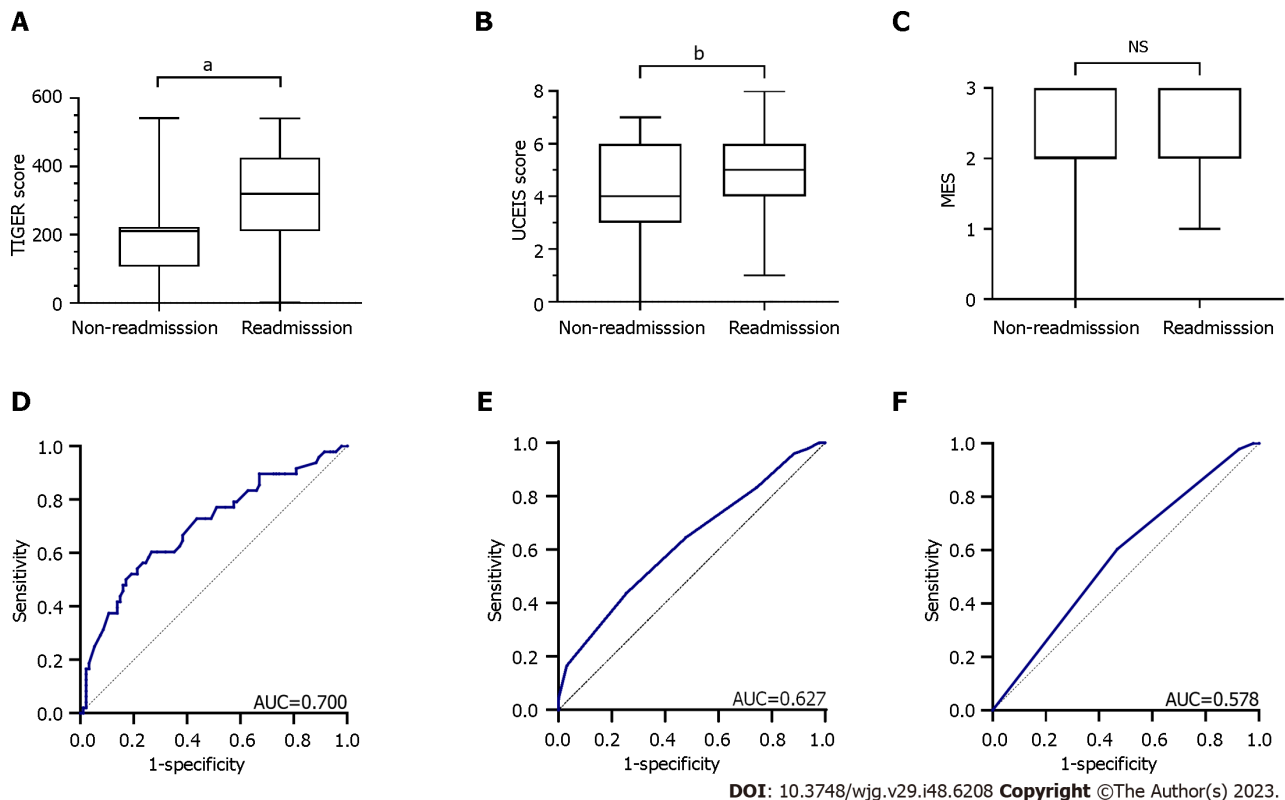 A
B
C
a
b
NS
TIGER score
600
400
200
0
Non-readmisssion
Readmisssion
UCEIS score
8
6
4
2
0
Non-readmisssion
Readmisssion
MES
3
2
1
0
Non-readmisssion
Readmisssion
D
E
F
Sensitivity
1.0
0.8
0.6
0.4
0.2
0.0
AUC=0.700
0.0 0.2 0.4 0.6 0.8 1.0
1-specificity
Sensitivity
1.0
0.8
0.6
0.4
0.2
0.0
AUC=0.627
0.0 0.2 0.4 0.6 0.8 1.0
1-specificity
Sensitivity
1.0
0.8
0.6
0.4
0.2
0.0
AUC=0.578
0.0 0.2 0.4 0.6 0.8 1.0
1-specificity
DOI: 10.3748/wjg.v29.i48.6208 Copyright ©The Author(s) 2023.